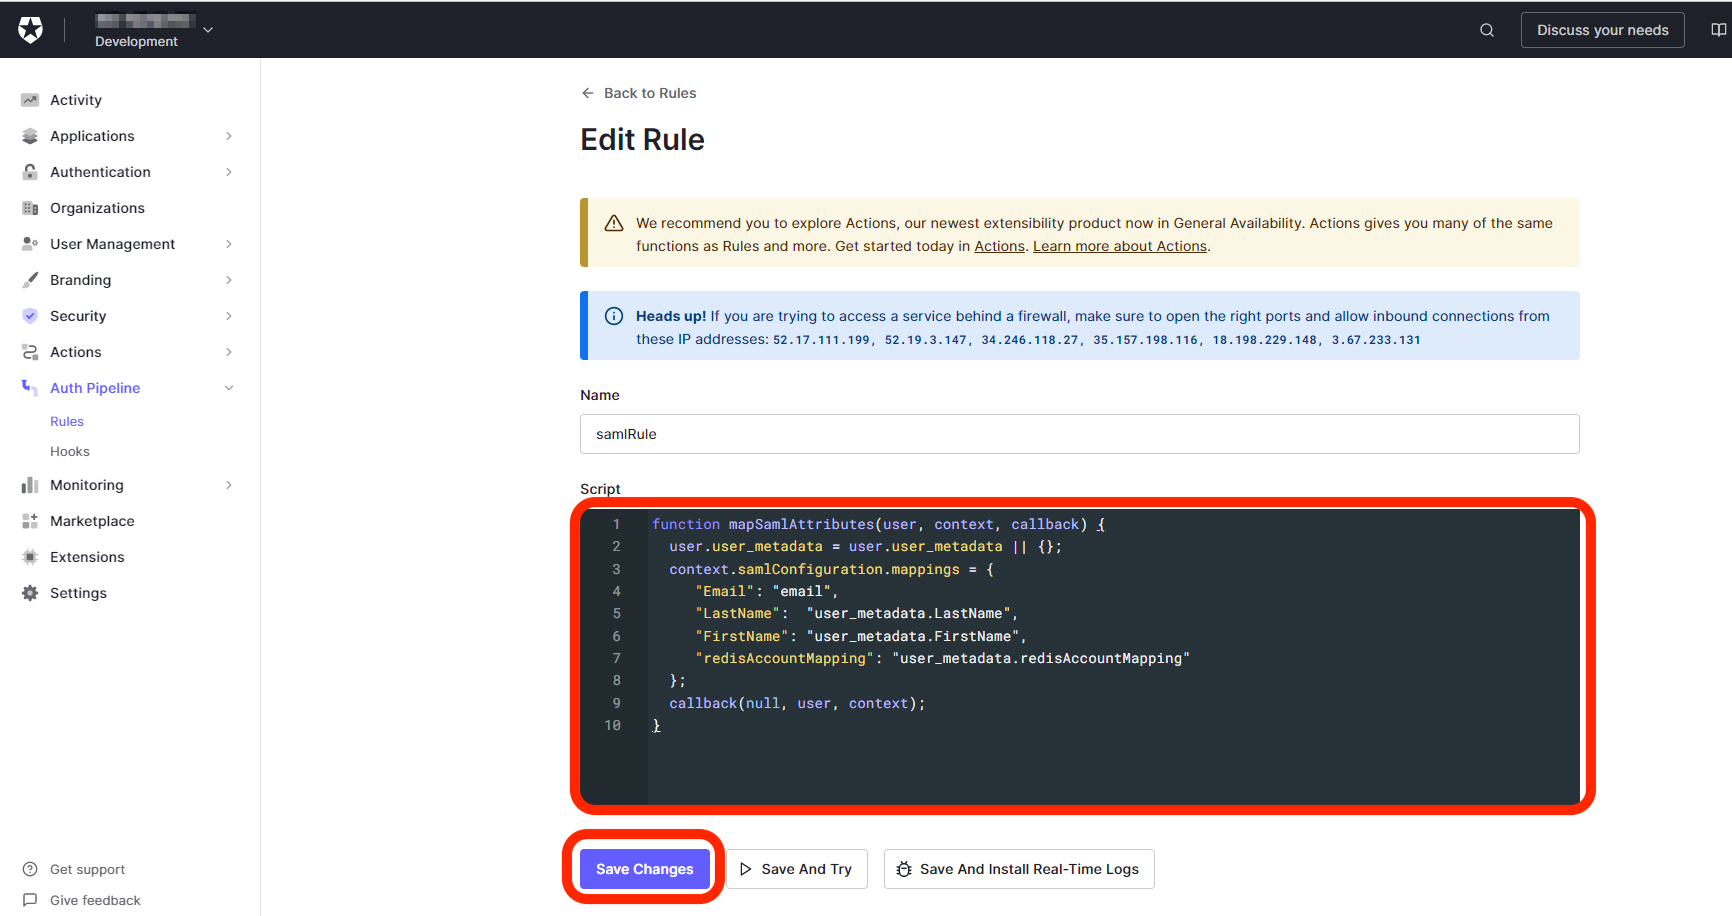 Development
Discuss your needs
Activity
Applications
Authentication
Organizations
User Management
Branding
Security
Actions
Auth Pipeline
Rules
Hooks
Monitoring
Marketplace
Extensions
Settings
Get support
Give feedback
Back to Rules
Edit Rule
We recommend you to explore Actions, our newest extensibility product now in General Availability. Actions gives you many of the same
functions as Rules and more. Get started today in Actions. Learn more about Actions.
Heads up! If you are trying to access a service behind a firewall, make sure to open the right ports and allow inbound connections from
these IP addresses: 52.17.111.199, 52.19.3.147, 34.246.118.27, 35.157.198.116, 18.198.229.148, 3.67.233.131
Name
samlRule
Script
1 function mapSamlAttributes(user, context, callback) {
2 user.user_metadata = user.user_metadata || {};
3 context.samlConfiguration.mappings = {
4 "Email": "email",
5 "LastName": "user_metadata.LastName",
6 "FirstName": "user_metadata.FirstName",
7 "redisAccountMapping": "user_metadata.redisAccountMapping"
8 };
9 callback(null, user, context);
10 }
Save Changes
Save And Try
Save And Install Real-Time Logs